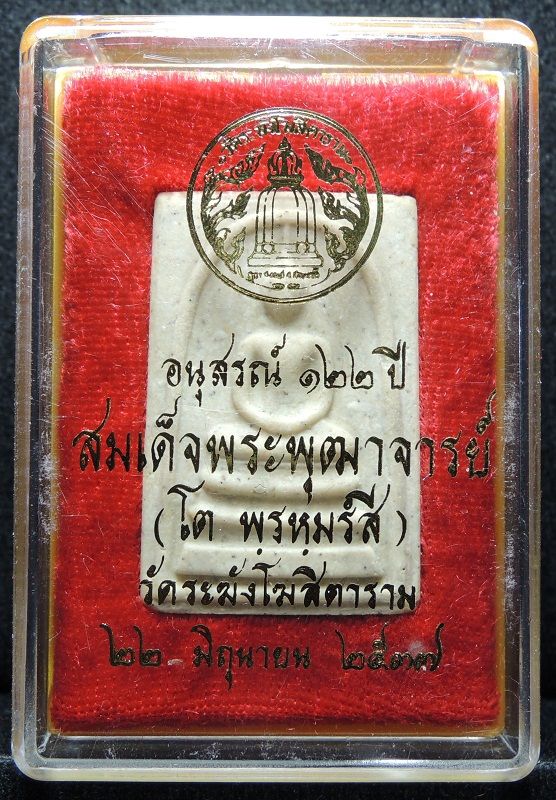 อนุสรณ์ ๑๒๒ ปี
สมเด็จพระพุฒาจารย์
(โต พฺรหฺมรํสี)
วัดระฆังโฆสิตาราม
๒๒ มิถุนายน ๒๕๓๗